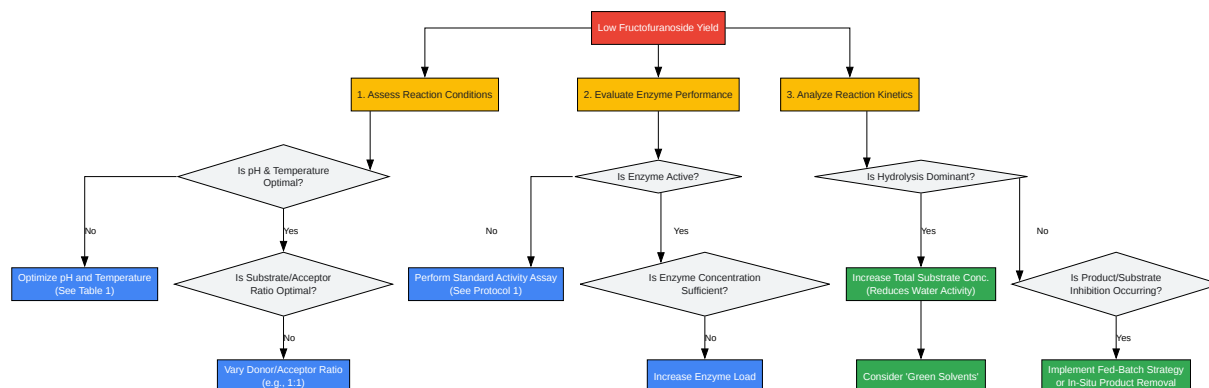 Low Fructofuranoside Yield
1. Assess Reaction Conditions
2. Evaluate Enzyme Performance
3. Analyze Reaction Kinetics
Is pH & Temperature
Optimal?
Is Enzyme Active?
Is Hydrolysis Dominant?
No
Yes
No
Yes
Yes
No
Optimize pH and Temperature
(See Table 1)
Is Substrate/Acceptor
Ratio Optimal?
Perform Standard Activity Assay
(See Protocol 1)
Is Enzyme Concentration
Sufficient?
Increase Total Substrate Conc.
(Reduces Water Activity)
Is Product/Substrate
Inhibition Occurring?
No
No
Yes
Vary Donor/Acceptor Ratio
(e.g., 1:1)
Increase Enzyme Load
Consider 'Green Solvents'
Implement Fed-Batch Strategy
or In-Situ Product Removal